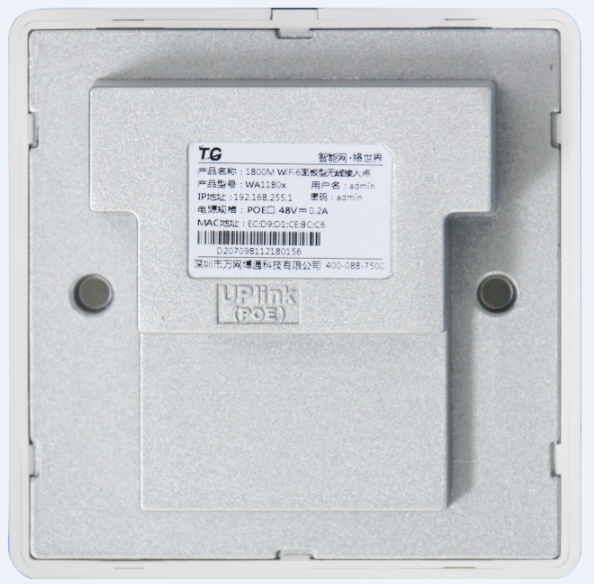 TG 智能网·络世界
产品名称：1800M WiFi6面板型无线接入点
产品型号：WA1180x 用户名：admin
IP地址：192.168.255.1 密码：admin
电源规格：POE口 48V⎓0.2A
MAC地址：EC:D9:D1:CE:BC:C6
D207098112180156
深圳市万网博通科技有限公司 400-088-7500
UPlink
(POE)